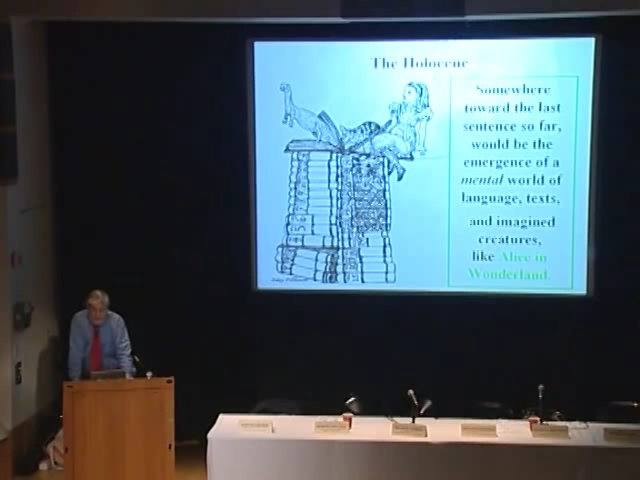 The Holocene
Somewhere
toward the last
sentence so far,
would be the
emergence of a
mental world of
language, texts,
and imagined
creatures,
like Alice in
Wonderland.